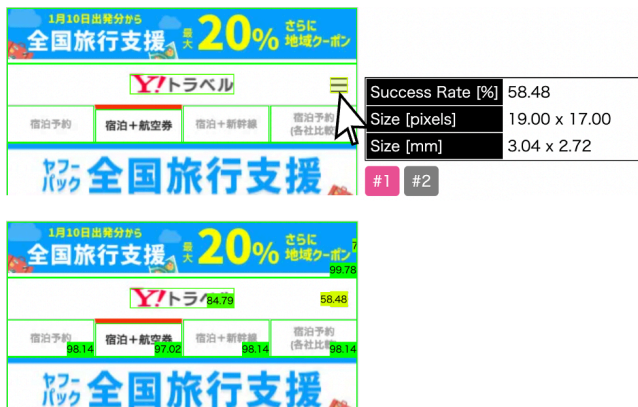 1月10日出発分から
全国旅行支援 最大20% さらに地域クーポン
Y!トラベル
宿泊予約 宿泊+航空券 宿泊+新幹線 宿泊予約
(各社比較
ヤフー
パック 全国旅行支援
Success Rate [%] 58.48
Size [pixels] 19.00 x 17.00
Size [mm] 3.04 x 2.72
#1 #2
1月10日出発分から
全国旅行支援 最大20% さらに地域クーポン
7
99.78
Y!トラ
84.79 58.48
宿泊予約 宿泊+航空券 宿泊+新幹線 宿泊予約
(各社比
98.14 97.02 98.14 98.14
ヤフー
パック 全国旅行支援